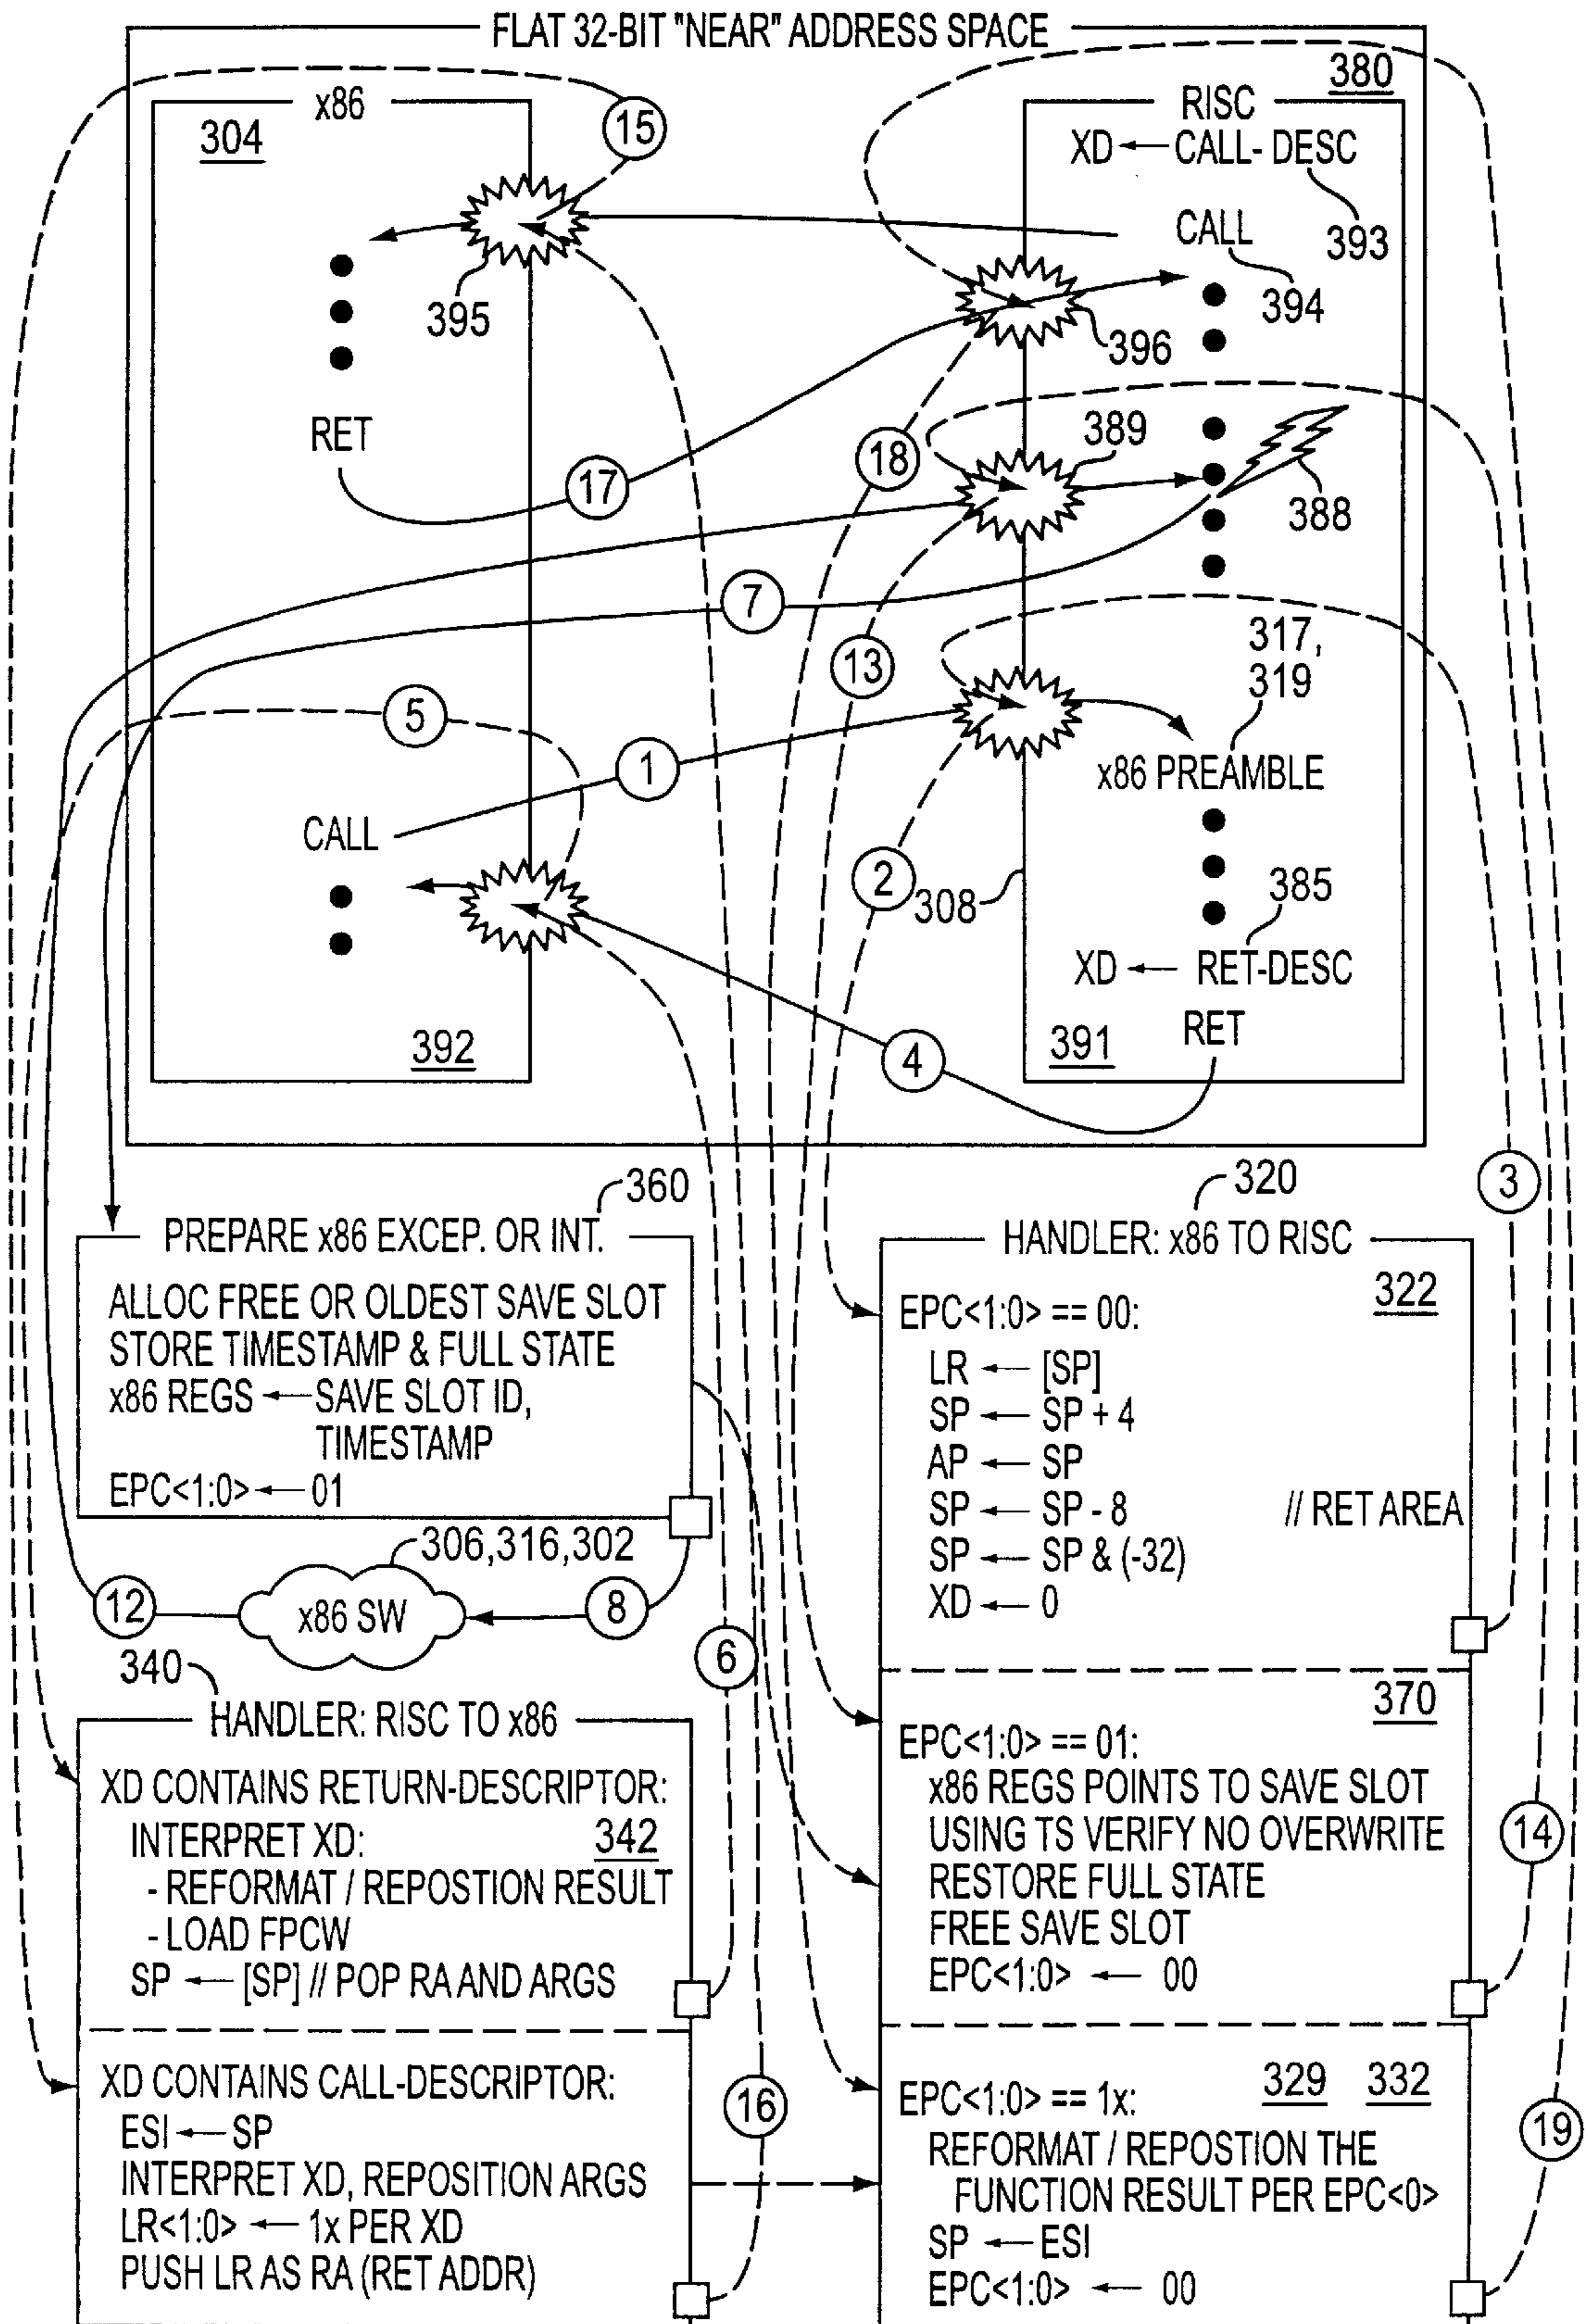 FLAT 32-BIT "NEAR" ADDRESS SPACE
380
x86
304
15
RISC
XD ← CALL- DESC
393
CALL
394
395
396
RET
17
18
389
388
7
13
317,
319
5
1
x86 PREAMBLE
CALL
2
308
385
XD ← RET-DESC
RET
392
4
391
3
360
PREPARE x86 EXCEP. OR INT.
ALLOC FREE OR OLDEST SAVE SLOT
STORE TIMESTAMP & FULL STATE
x86 REGS ← SAVE SLOT ID,
TIMESTAMP
EPC<1:0> ← 01
306,316,302
12
x86 SW
8
6
320
HANDLER: x86 TO RISC
322
EPC<1:0> == 00:
LR ← [SP]
SP ← SP + 4
AP ← SP
SP ← SP - 8 // RET AREA
SP ← SP & (-32)
XD ← 0
370
EPC<1:0> == 01:
x86 REGS POINTS TO SAVE SLOT
USING TS VERIFY NO OVERWRITE
RESTORE FULL STATE
FREE SAVE SLOT
EPC<1:0> ← 00
14
340
HANDLER: RISC TO x86
XD CONTAINS RETURN-DESCRIPTOR:
INTERPRET XD: 342
- REFORMAT / REPOSTION RESULT
- LOAD FPCW
SP ← [SP] // POP RA AND ARGS
XD CONTAINS CALL-DESCRIPTOR:
ESI ← SP
INTERPRET XD, REPOSITION ARGS
LR<1:0> ← 1x PER XD
PUSH LR AS RA (RET ADDR)
16
EPC<1:0> == 1x: 329 332
REFORMAT / REPOSTION THE
FUNCTION RESULT PER EPC<0>
SP ← ESI
EPC<1:0> ← 00
19